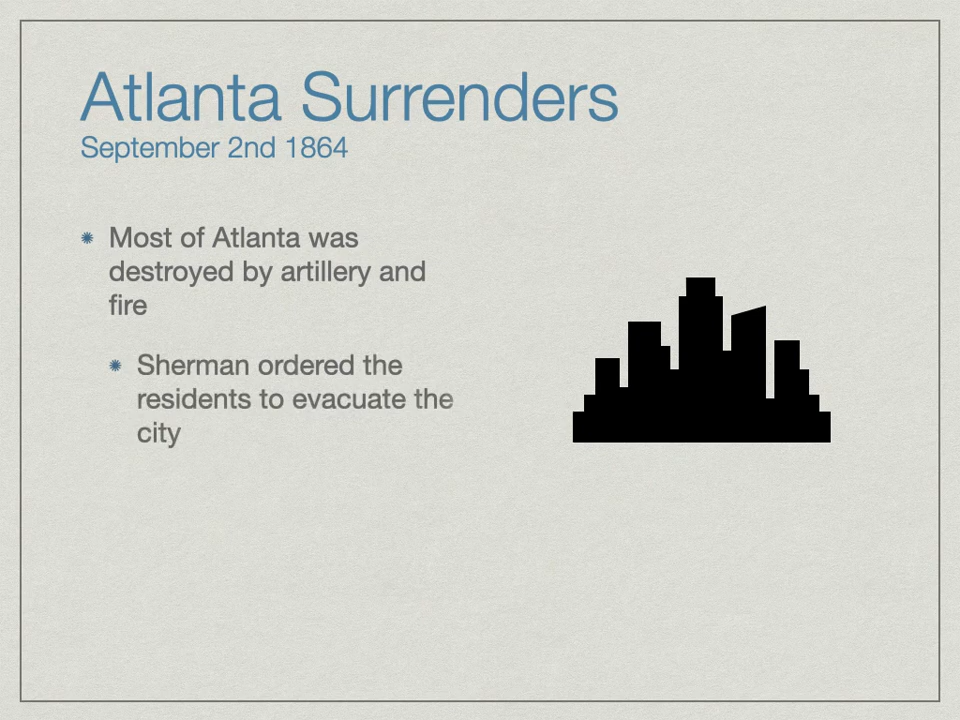 Atlanta Surrenders
September 2nd 1864
Most of Atlanta was
destroyed by artillery and
fire
Sherman ordered the
residents to evacuate the
city